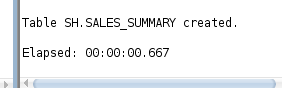 Table SH.SALES_SUMMARY created.
Elapsed: 00:00:00.667